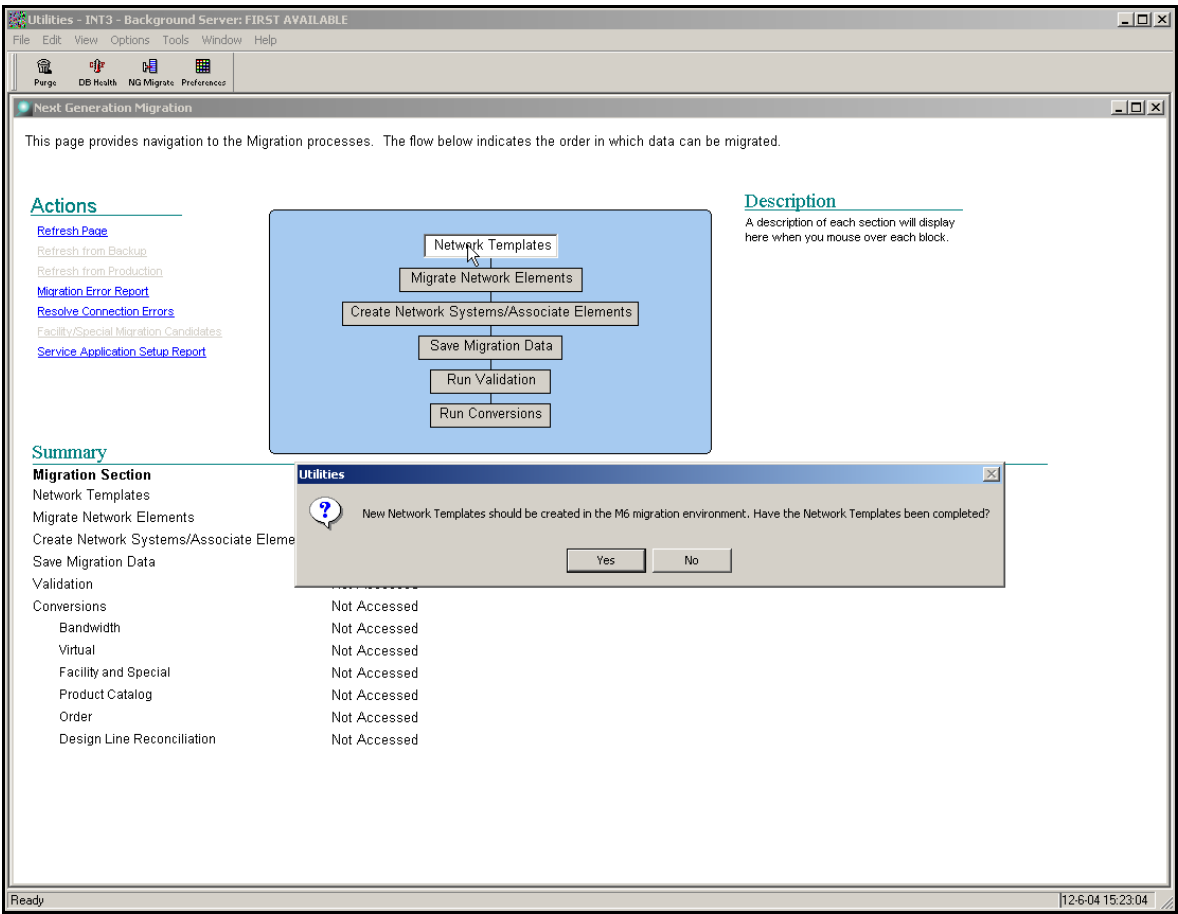 Utilities - INT3 - Background Server: FIRST AVAILABLE
File Edit View Options Tools Window Help
Purge DB Health NG Migrate Preferences
Next Generation Migration
This page provides navigation to the Migration processes. The flow below indicates the order in which data can be migrated.
Actions
Refresh Page
Refresh from Backup
Refresh from Production
Migration Error Report
Resolve Connection Errors
Facility/Special Migration Candidates
Service Application Setup Report
Network Templates
Migrate Network Elements
Create Network Systems/Associate Elements
Save Migration Data
Run Validation
Run Conversions
Description
A description of each section will display
here when you mouse over each block.
Summary
Migration Section
Network Templates
Migrate Network Elements
Create Network Systems/Associate Eleme
Save Migration Data
Validation
Conversions Not Accessed
Bandwidth Not Accessed
Virtual Not Accessed
Facility and Special Not Accessed
Product Catalog Not Accessed
Order Not Accessed
Design Line Reconciliation Not Accessed
Utilities
New Network Templates should be created in the M6 migration environment. Have the Network Templates been completed?
Yes No
Ready 12-6-04 15:23:04